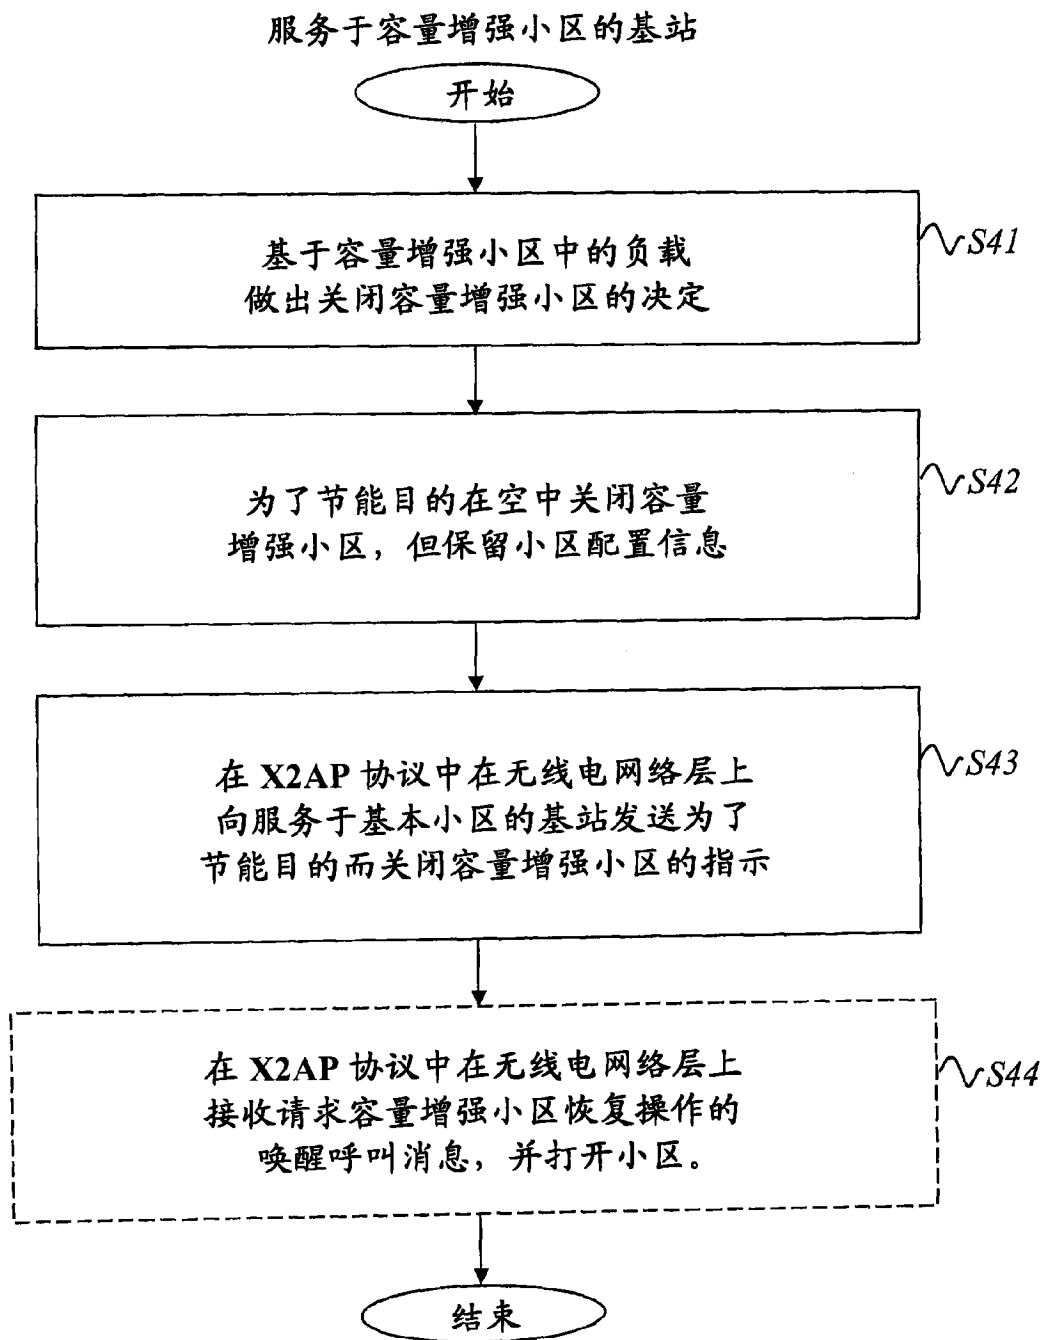 服务于容量增强小区的基站
开始
基于容量增强小区中的负载
做出关闭容量增强小区的决定
S41
为了节能目的在空中关闭容量
增强小区，但保留小区配置信息
S42
在 X2AP 协议中在无线电网络层上
向服务于基本小区的基站发送为了
节能目的而关闭容量增强小区的指示
S43
在 X2AP 协议中在无线电网络层上
接收请求容量增强小区恢复操作的
唤醒呼叫消息，并打开小区。
S44
结束